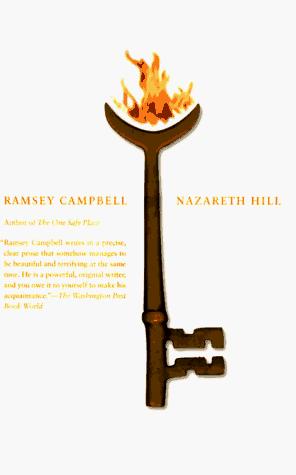 RAMSEY CAMPBELL
NAZARETH HILL
Author of The One Safe Place
"Ramsey Campbell writes in a precise,
clear prose that somehow manages to
be beautiful and terrifying at the same
time. He is a powerful, original writer,
and you owe it to yourself to make his
acquaintance."—The Washington Post
Book World